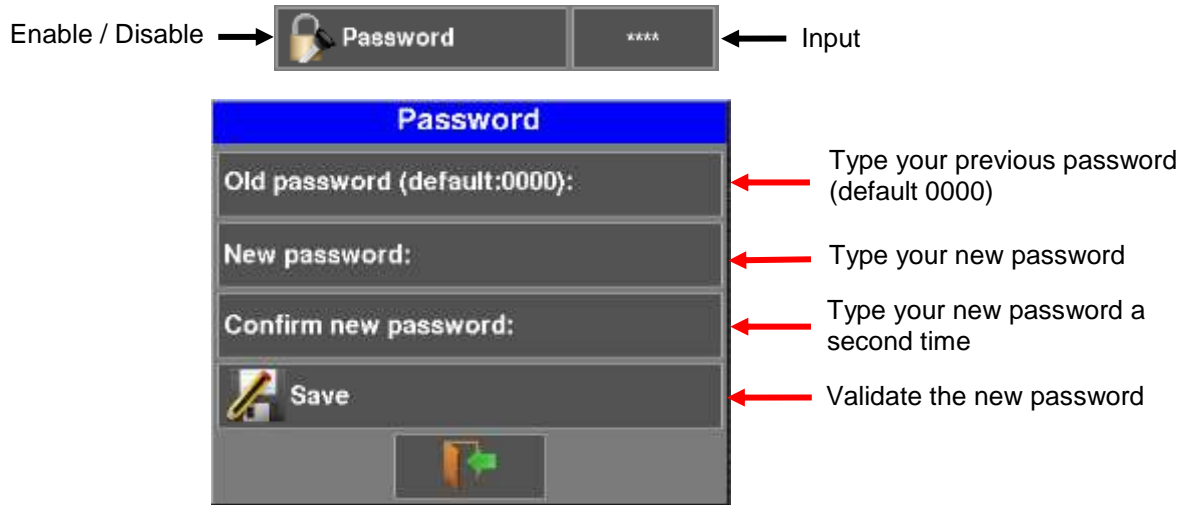 Enable / Disable
Password
****
Input
Password
Old password (default:0000):
Type your previous password
(default 0000)
New password:
Type your new password
Confirm new password:
Type your new password a
second time
Save
Validate the new password